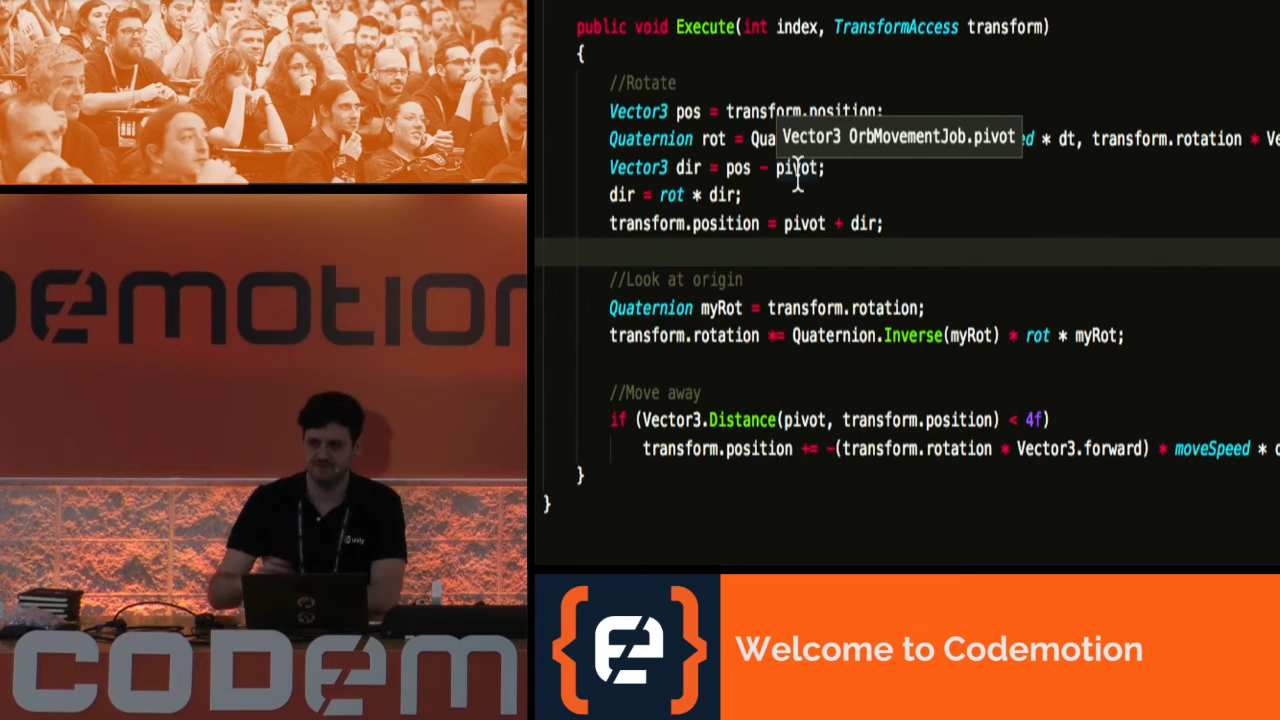 public void Execute(int index, TransformAccess transform)
{
//Rotate
Vector3 pos = transform.position;
Vector3 OrbMovementJob.pivot
Quaternion rot = Qua * dt, transform.rotation * Ve
Vector3 dir = pos - pivot;
dir = rot * dir;
transform.position = pivot + dir;
//Look at origin
Quaternion myRot = transform.rotation;
transform.rotation *= Quaternion.Inverse(myRot) * rot * myRot;
//Move away
if (Vector3.Distance(pivot, transform.position) < 4f)
transform.position += -(transform.rotation * Vector3.forward) * moveSpeed * d
}
}
demotion
unity
CODEM
Welcome to Codemotion